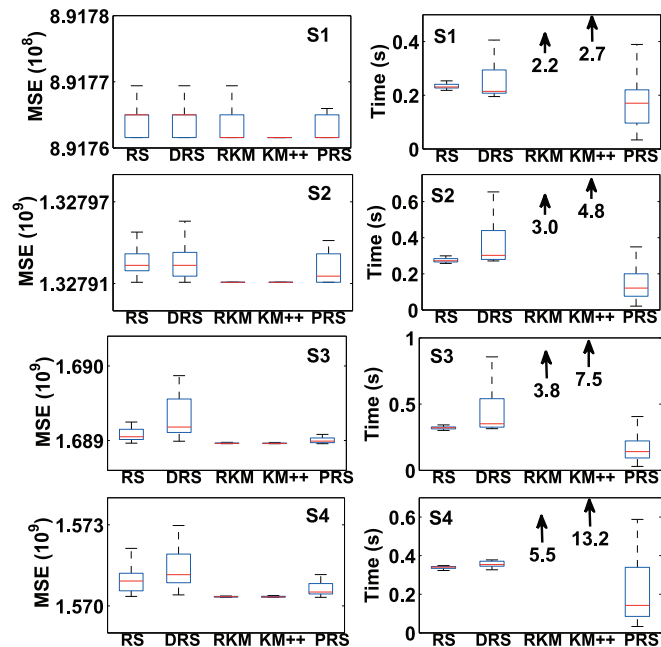 8.9178
S1
MSE (10^8)
8.9177
8.9176
RS DRS RKM KM++ PRS
0.4
S1
Time (s)
2.2
2.7
0.2
0
RS DRS RKM KM++ PRS
1.32797
S2
MSE (10^9)
1.32791
RS DRS RKM KM++ PRS
0.6
S2
Time (s)
0.4
3.0
4.8
0.2
0
RS DRS RKM KM++ PRS
1.690
S3
MSE (10^9)
1.689
RS DRS RKM KM++ PRS
1
S3
Time (s)
3.8
7.5
0.5
0
RS DRS RKM KM++ PRS
1.573
S4
MSE (10^9)
1.570
RS DRS RKM KM++ PRS
0.6
S4
Time (s)
5.5
13.2
0.4
0.2
0
RS DRS RKM KM++ PRS